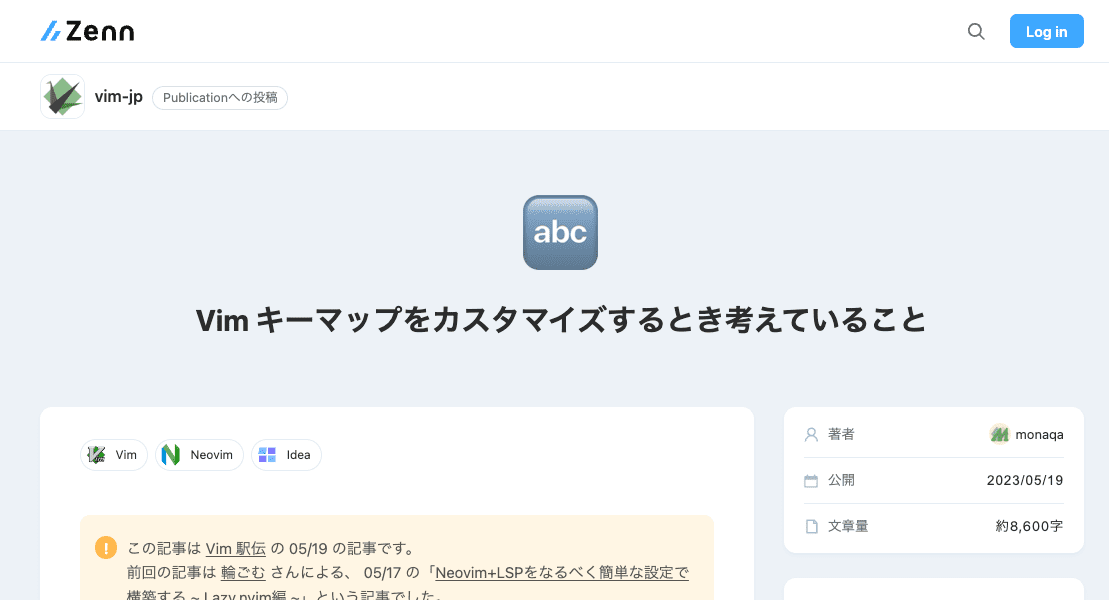 Zenn
Log in
vim-jp Publicationへの投稿
abc
Vim キーマップをカスタマイズするとき考えていること
Vim Neovim Idea
この記事は Vim 駅伝 の 05/19 の記事です。
前回の記事は 輪ごむ さんによる、 05/17 の「Neovim+LSPをなるべく簡単な設定で
構築する ~ Lazy.nvim編 ~」という記事でした。
著者 monaqa
公開 2023/05/19
文章量 約8,600字